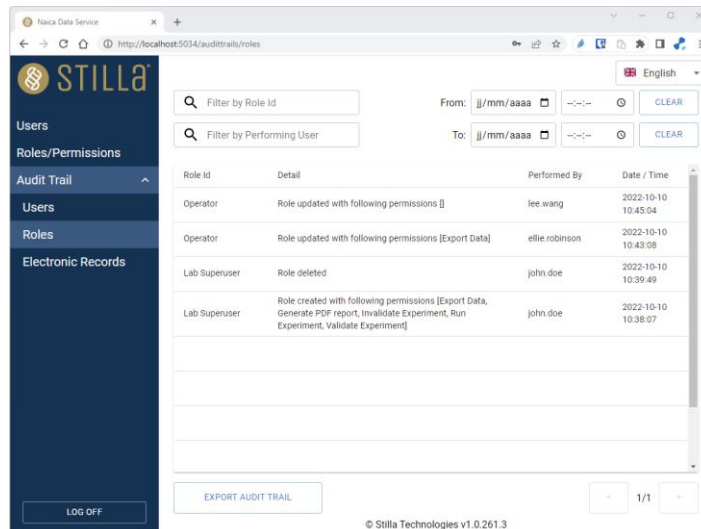 Naica Data Service
http://localhost:5034/audittrails/roles
STILLA
English
Filter by Role Id
From: jj/mm/aaaa --:--:-- CLEAR
Filter by Performing User
To: jj/mm/aaaa --:--:-- CLEAR
Users
Roles/Permissions
Audit Trail
Users
Roles
Electronic Records
LOG OFF
Role Id Detail Performed By Date / Time
Operator Role updated with following permissions [] lee.wang 2022-10-10
10:45:04
Operator Role updated with following permissions [Export Data] ellie.robinson 2022-10-10
10:43:08
Lab Superuser Role deleted john.doe 2022-10-10
10:39:49
Role created with following permissions [Export Data,
Lab Superuser Generate PDF report, Invalidate Experiment, Run john.doe 2022-10-10
Experiment, Validate Experiment] 10:38:07
EXPORT AUDIT TRAIL
1/1
© Stilla Technologies v1.0.261.3